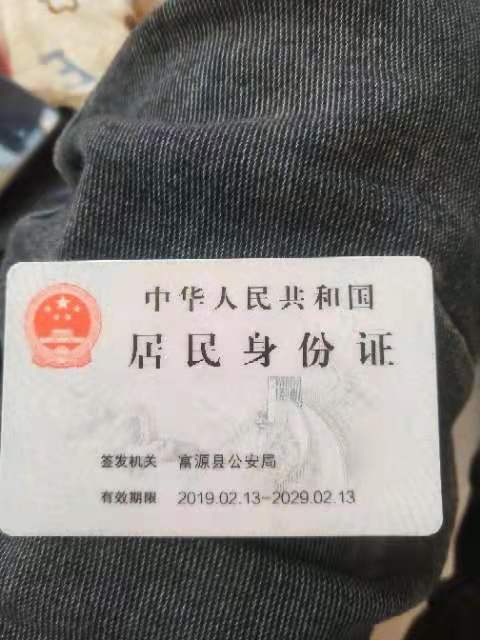 中华人民共和国
居民身份证
签发机关 富源县公安局
有效期限 2019.02.13-2029.02.13